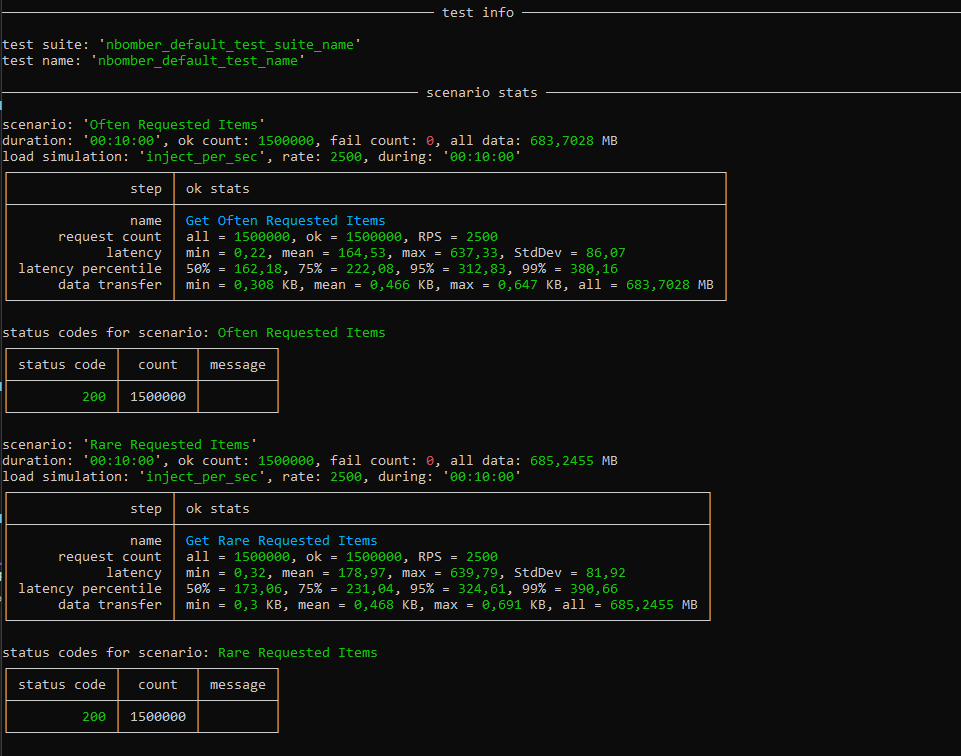 test info
test suite: 'nbomber_default_test_suite_name'
test name: 'nbomber_default_test_name'
scenario stats
scenario: 'Often Requested Items'
duration: '00:10:00', ok count: 1500000, fail count: 0, all data: 683,7028 MB
load simulation: 'inject_per_sec', rate: 2500, during: '00:10:00'
step ok stats
name Get Often Requested Items
request count all = 1500000, ok = 1500000, RPS = 2500
latency min = 0,22, mean = 164,53, max = 637,33, StdDev = 86,07
latency percentile 50% = 162,18, 75% = 222,08, 95% = 312,83, 99% = 380,16
data transfer min = 0,308 KB, mean = 0,466 KB, max = 0,647 KB, all = 683,7028 MB
status codes for scenario: Often Requested Items
status code count message
200 1500000
scenario: 'Rare Requested Items'
duration: '00:10:00', ok count: 1500000, fail count: 0, all data: 685,2455 MB
load simulation: 'inject_per_sec', rate: 2500, during: '00:10:00'
step ok stats
name Get Rare Requested Items
request count all = 1500000, ok = 1500000, RPS = 2500
latency min = 0,32, mean = 178,97, max = 639,79, StdDev = 81,92
latency percentile 50% = 173,06, 75% = 231,04, 95% = 324,61, 99% = 390,66
data transfer min = 0,3 KB, mean = 0,468 KB, max = 0,691 KB, all = 685,2455 MB
status codes for scenario: Rare Requested Items
status code count message
200 1500000